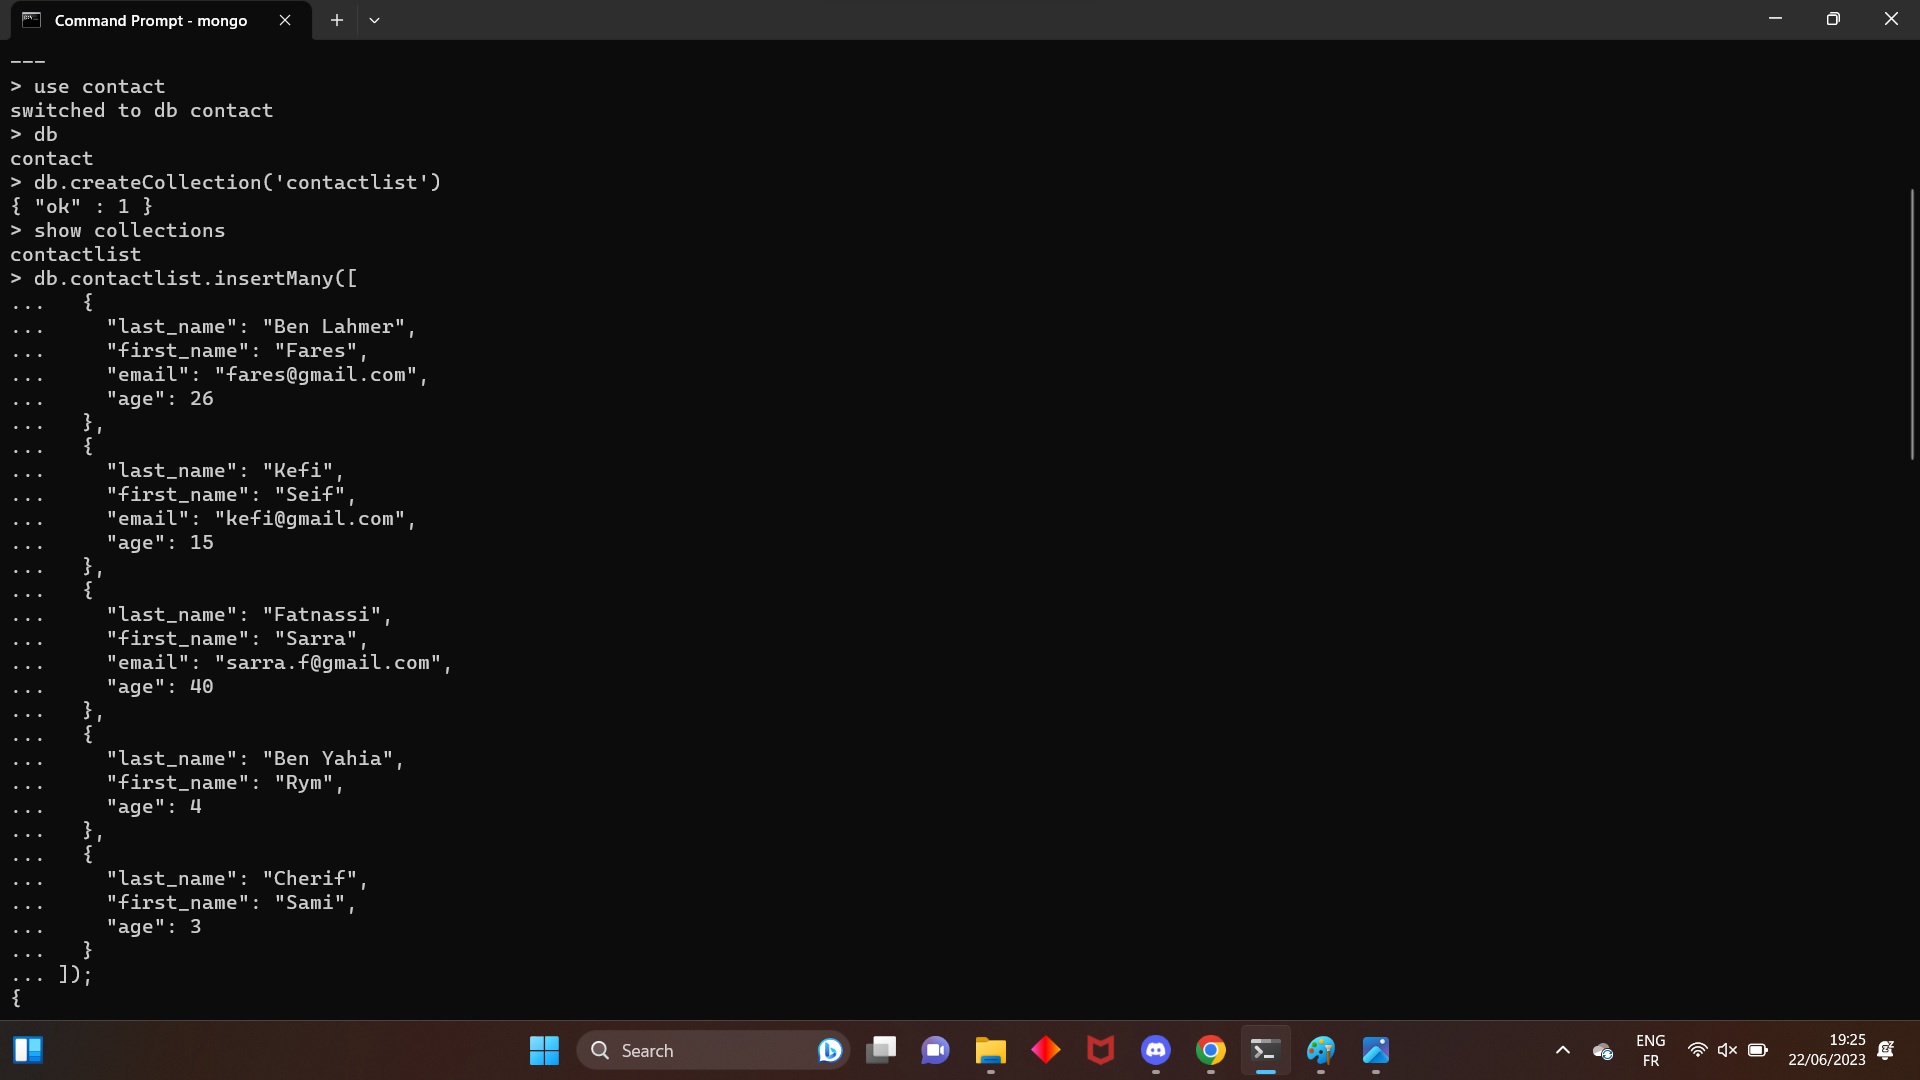 Command Prompt - mongo
---
> use contact
switched to db contact
> db
contact
> db.createCollection('contactlist')
{ "ok" : 1 }
> show collections
contactlist
> db.contactlist.insertMany([
...   {
...     "last_name": "Ben Lahmer",
...     "first_name": "Fares",
...     "email": "fares@gmail.com",
...     "age": 26
...   },
...   {
...     "last_name": "Kefi",
...     "first_name": "Seif",
...     "email": "kefi@gmail.com",
...     "age": 15
...   },
...   {
...     "last_name": "Fatnassi",
...     "first_name": "Sarra",
...     "email": "sarra.f@gmail.com",
...     "age": 40
...   },
...   {
...     "last_name": "Ben Yahia",
...     "first_name": "Rym",
...     "age": 4
...   },
...   {
...     "last_name": "Cherif",
...     "first_name": "Sami",
...     "age": 3
...   }
... ]);
{
Search
ENG
FR
19:25
22/06/2023